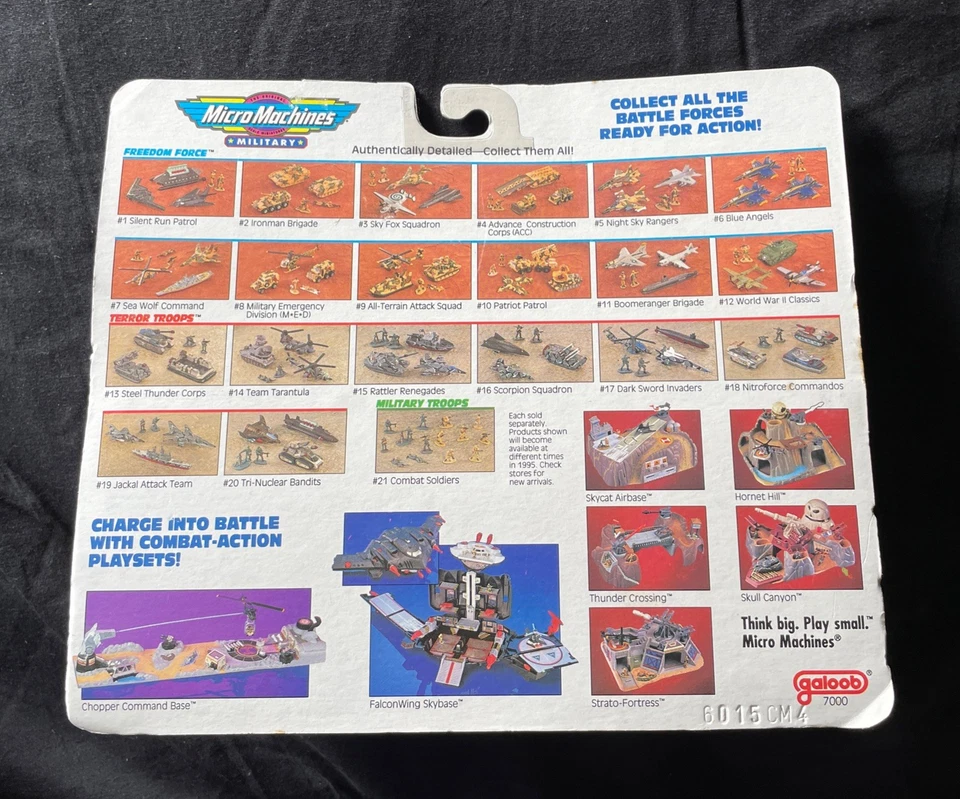 THE ORIGINAL
Micro Machines
SCALE MINIATURES
★ MILITARY ★
COLLECT ALL THE
BATTLE FORCES
READY FOR ACTION!
Authentically Detailed—Collect Them All!
FREEDOM FORCE™
#1 Silent Run Patrol
#2 Ironman Brigade
#3 Sky Fox Squadron
#4 Advance Construction
Corps (ACC)
#5 Night Sky Rangers
#6 Blue Angels
#7 Sea Wolf Command
#8 Military Emergency
Division (M•E•D)
#9 All-Terrain Attack Squad
#10 Patriot Patrol
#11 Boomeranger Brigade
#12 World War II Classics
TERROR TROOPS™
#13 Steel Thunder Corps
#14 Team Tarantula
#15 Rattler Renegades
#16 Scorpion Squadron
#17 Dark Sword Invaders
#18 Nitroforce Commandos
#19 Jackal Attack Team
#20 Tri-Nuclear Bandits
MILITARY TROOPS
#21 Combat Soldiers
Each sold
separately.
Products shown
will become
available at
different times
in 1995. Check
stores for
new arrivals.
Skycat Airbase™
Hornet Hill™
CHARGE INTO BATTLE
WITH COMBAT-ACTION
PLAYSETS!
Thunder Crossing™
Skull Canyon™
Chopper Command Base™
FalconWing Skybase™
Strato-Fortress™
Think big. Play small.™
Micro Machines®
galoob®
7000
6015CM4